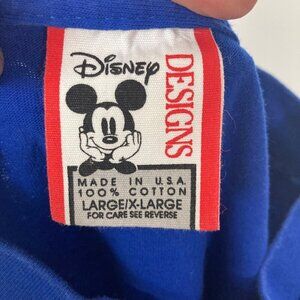 Disney
DESIGNS
MADE IN U.S.A
100% COTTON
LARGE/X-LARGE
FOR CARE SEE REVERSE